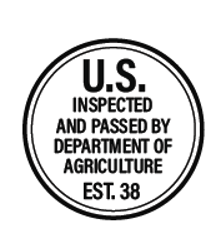 U.S.
INSPECTED
AND PASSED BY
DEPARTMENT OF
AGRICULTURE
EST. 38